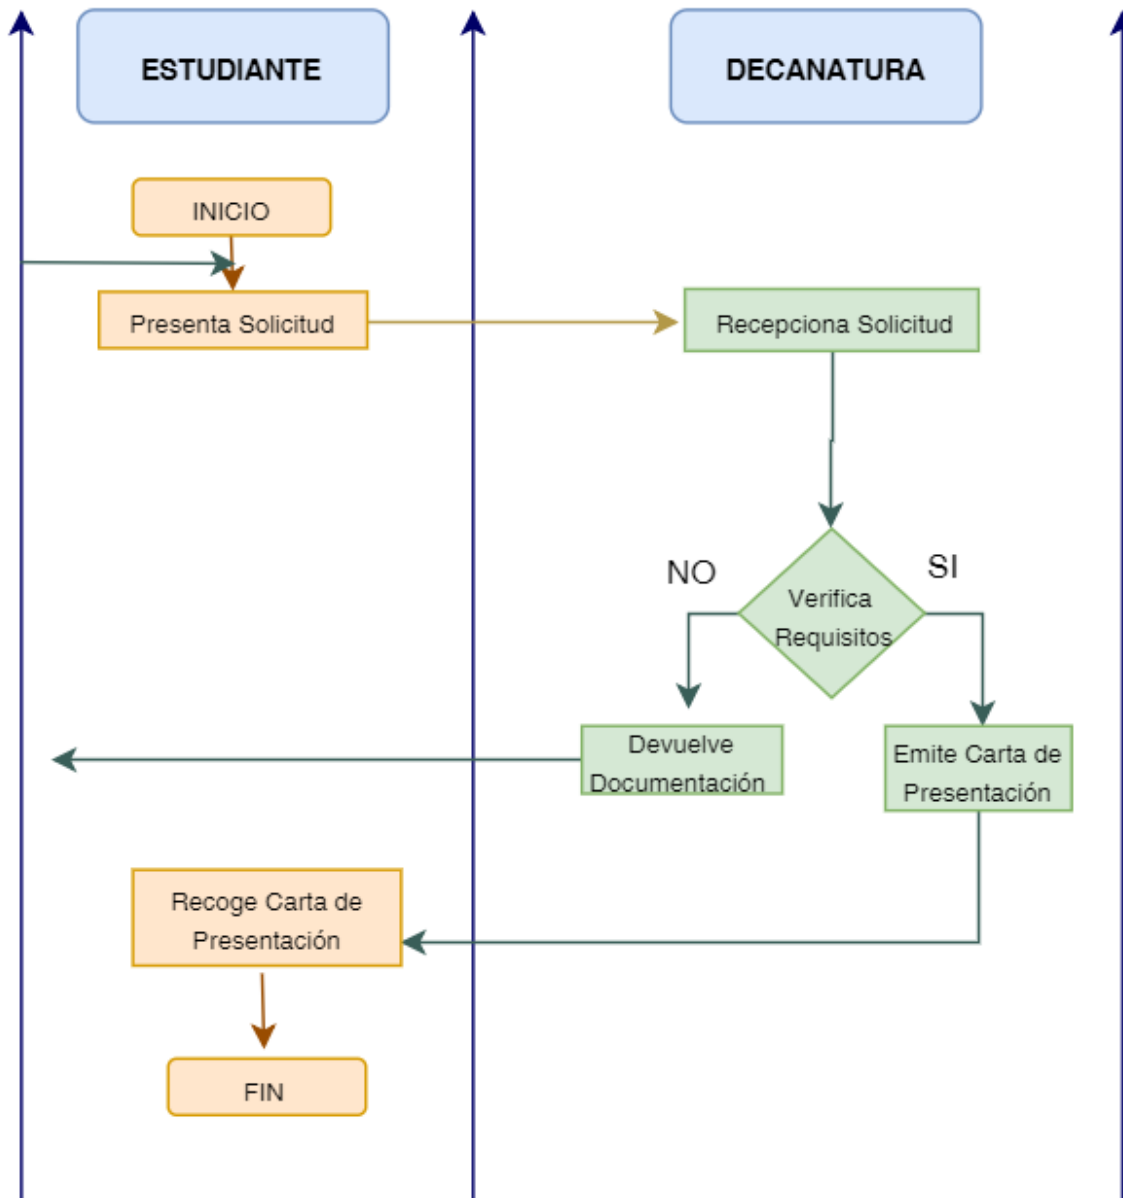 ESTUDIANTE
DECANATURA
INICIO
Presenta Solicitud
Recepciona Solicitud
NO
SI
Verifica
Requisitos
Devuelve
Documentación
Emite Carta de
Presentación
Recoge Carta de
Presentación
FIN